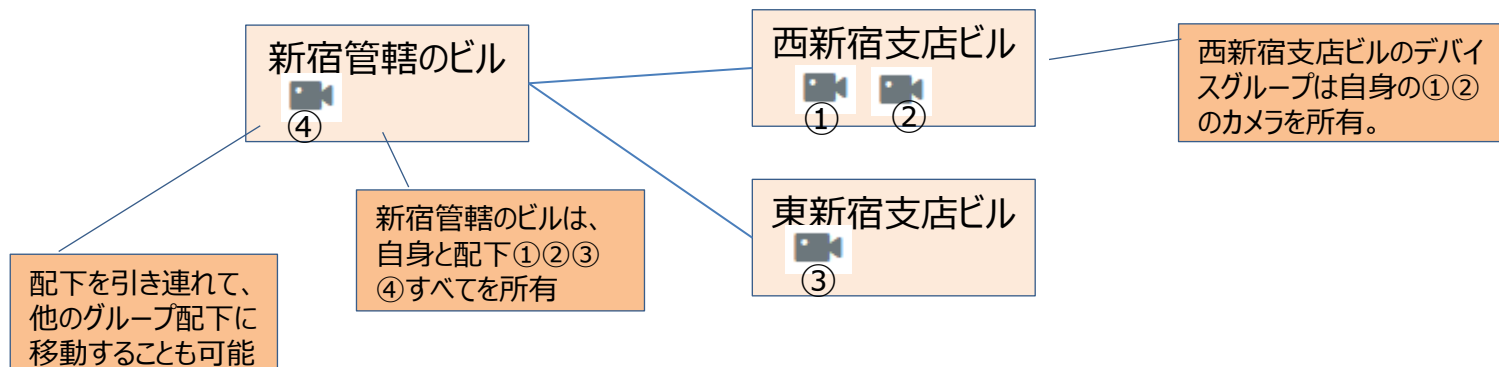 新宿管轄のビル
④
西新宿支店ビル
① ②
西新宿支店ビルのデバイ
スグループは自身の①②
のカメラを所有。
東新宿支店ビル
③
新宿管轄のビルは、
自身と配下①②③
④すべてを所有
配下を引き連れて、
他のグループ配下に
移動することも可能